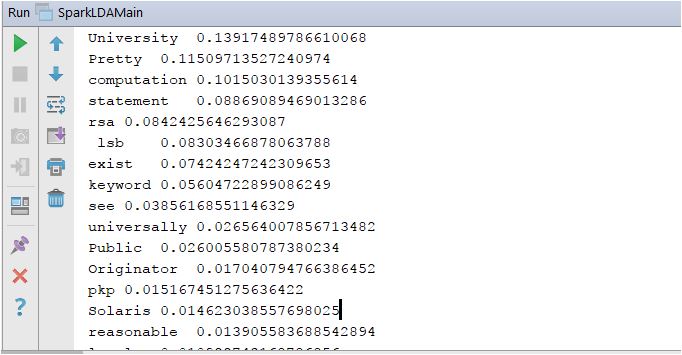 Run SparkLDAMain
University 0.13917489786610068
Pretty 0.11509713527240974
computation 0.1015030139355614
statement 0.08869089469013286
rsa 0.0842425646293087
lsb 0.08303466878063788
exist 0.07424247242309653
keyword 0.05604722899086249
see 0.03856168551146329
universally 0.026564007856713482
Public 0.026005580787380234
Originator 0.017040794766386452
pkp 0.015167451275636422
Solaris 0.014623038557698025
reasonable 0.013905583688542894